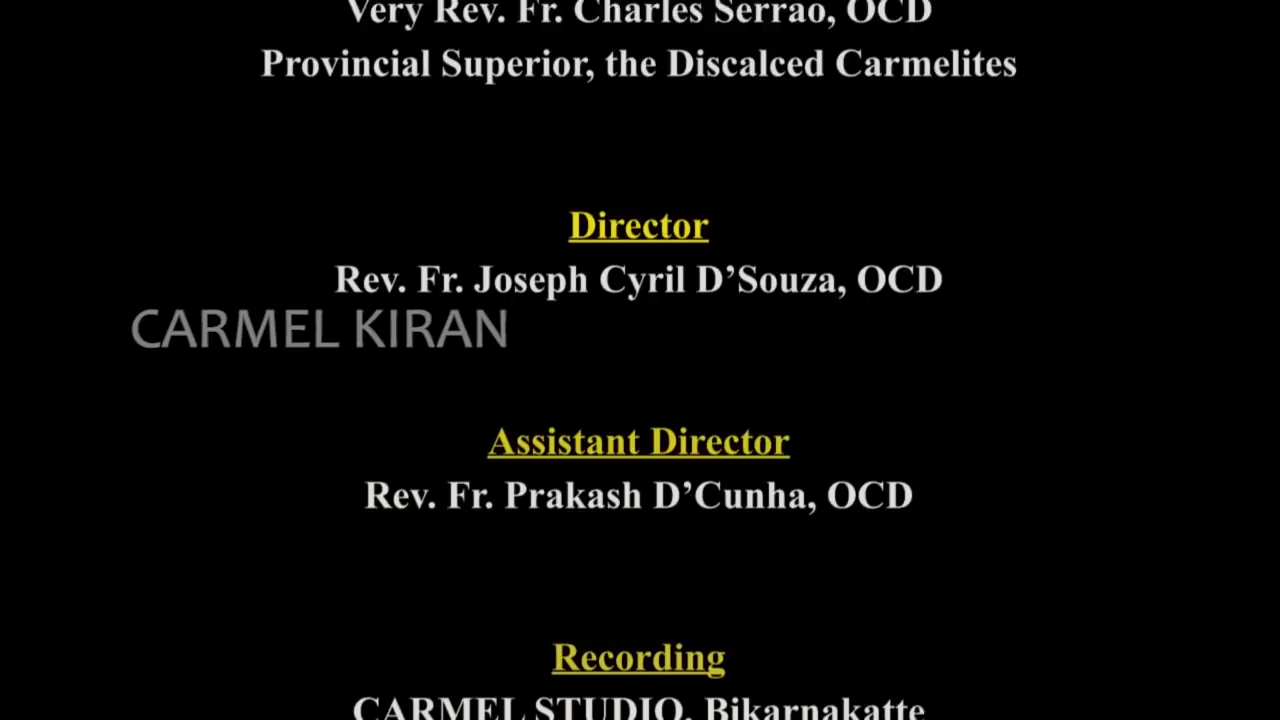 Very Rev. Fr. Charles Serrao, OCD
Provincial Superior, the Discalced Carmelites
Director
Rev. Fr. Joseph Cyril D’Souza, OCD
CARMEL KIRAN
Assistant Director
Rev. Fr. Prakash D’Cunha, OCD
Recording
CARMEL STUDIO, Bikarnakatte